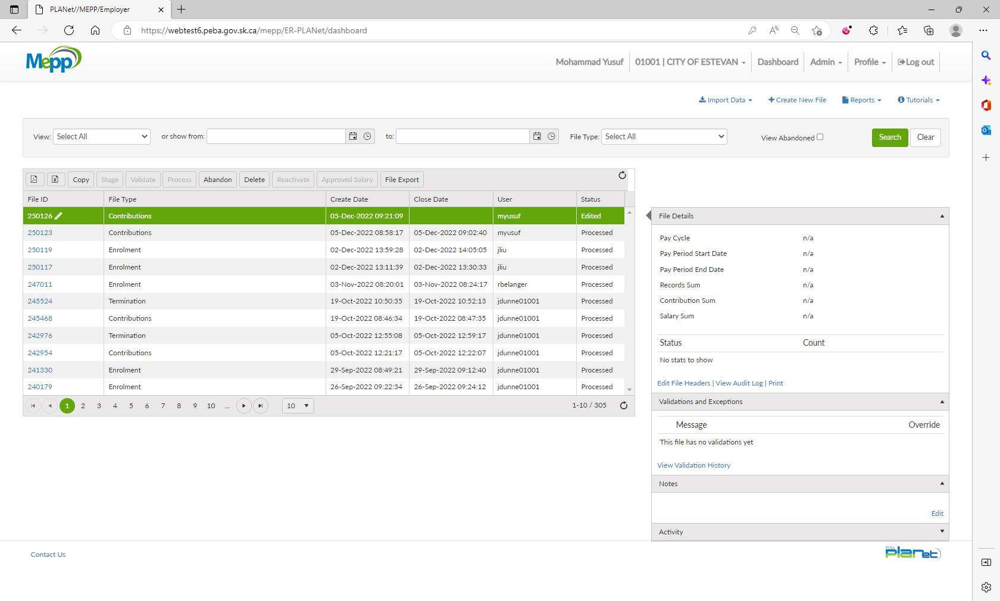 PLANet//MEPP/Employer
https://webtest6.peba.gov.sk.ca/mepp/ER-PLANet/dashboard
Mepp
Mohammad Yusuf
01001 | CITY OF ESTEVAN
Dashboard
Admin
Profile
Log out
Import Data
Create New File
Reports
Tutorials
View: Select All
or show from:
to:
File Type: Select All
View Abandoned
Search
Clear
Copy Stage Validate Process Abandon Delete Reactivate Approved Salary File Export
File ID File Type Create Date Close Date User Status
250126 Contributions 05-Dec-2022 09:21:09 myusuf Edited
250123 Contributions 05-Dec-2022 08:58:17 05-Dec-2022 09:02:40 myusuf Processed
250119 Enrolment 02-Dec-2022 13:59:28 02-Dec-2022 14:05:05 jliu Processed
250117 Enrolment 02-Dec-2022 13:11:39 02-Dec-2022 13:30:33 jliu Processed
247011 Enrolment 03-Nov-2022 08:20:01 03-Nov-2022 08:24:17 rbelanger Processed
245524 Termination 19-Oct-2022 10:50:35 19-Oct-2022 10:52:13 jdunne01001 Processed
245468 Contributions 19-Oct-2022 08:46:34 19-Oct-2022 08:47:35 jdunne01001 Processed
242976 Termination 05-Oct-2022 12:55:08 05-Oct-2022 12:59:17 jdunne01001 Processed
242954 Contributions 05-Oct-2022 12:21:17 05-Oct-2022 12:22:07 jdunne01001 Processed
241330 Enrolment 29-Sep-2022 08:49:21 29-Sep-2022 09:12:40 jdunne01001 Processed
240179 Enrolment 26-Sep-2022 09:22:34 26-Sep-2022 09:24:12 jdunne01001 Processed
1 2 3 4 5 6 7 8 9 10 ... 10 1-10 / 305
File Details
Pay Cycle n/a
Pay Period Start Date n/a
Pay Period End Date n/a
Records Sum n/a
Contribution Sum n/a
Salary Sum n/a
Status Count
No stats to show
Edit File Headers | View Audit Log | Print
Validations and Exceptions
Message Override
This file has no validations yet
View Validation History
Notes
Edit
Activity
Contact Us
PEBA
planet